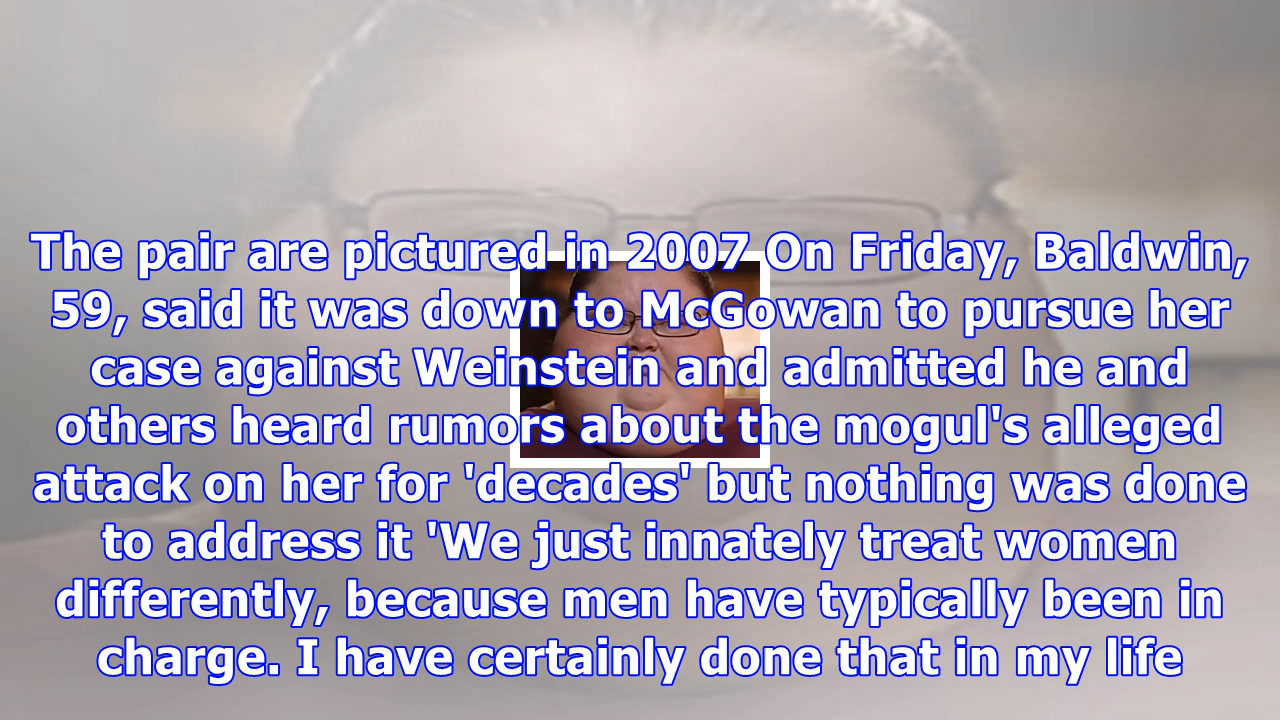 The pair are pictured in 2007 On Friday, Baldwin,
59, said it was down to McGowan to pursue her
case against Weinstein and admitted he and
others heard rumors about the mogul's alleged
attack on her for 'decades' but nothing was done
to address it 'We just innately treat women
differently, because men have typically been in
charge. I have certainly done that in my life